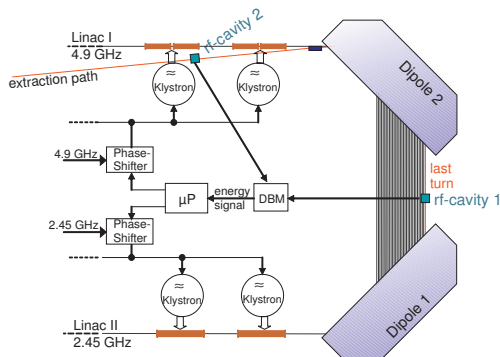 Linac I
4.9 GHz
rf-cavity 2
extraction path
≈
Klystron
≈
Klystron
Dipole 2
4.9 GHz
Phase-
Shifter
last
turn
rf-cavity 1
µP
energy
signal
DBM
2.45 GHz
Phase-
Shifter
≈
Klystron
≈
Klystron
Dipole 1
Linac II
2.45 GHz